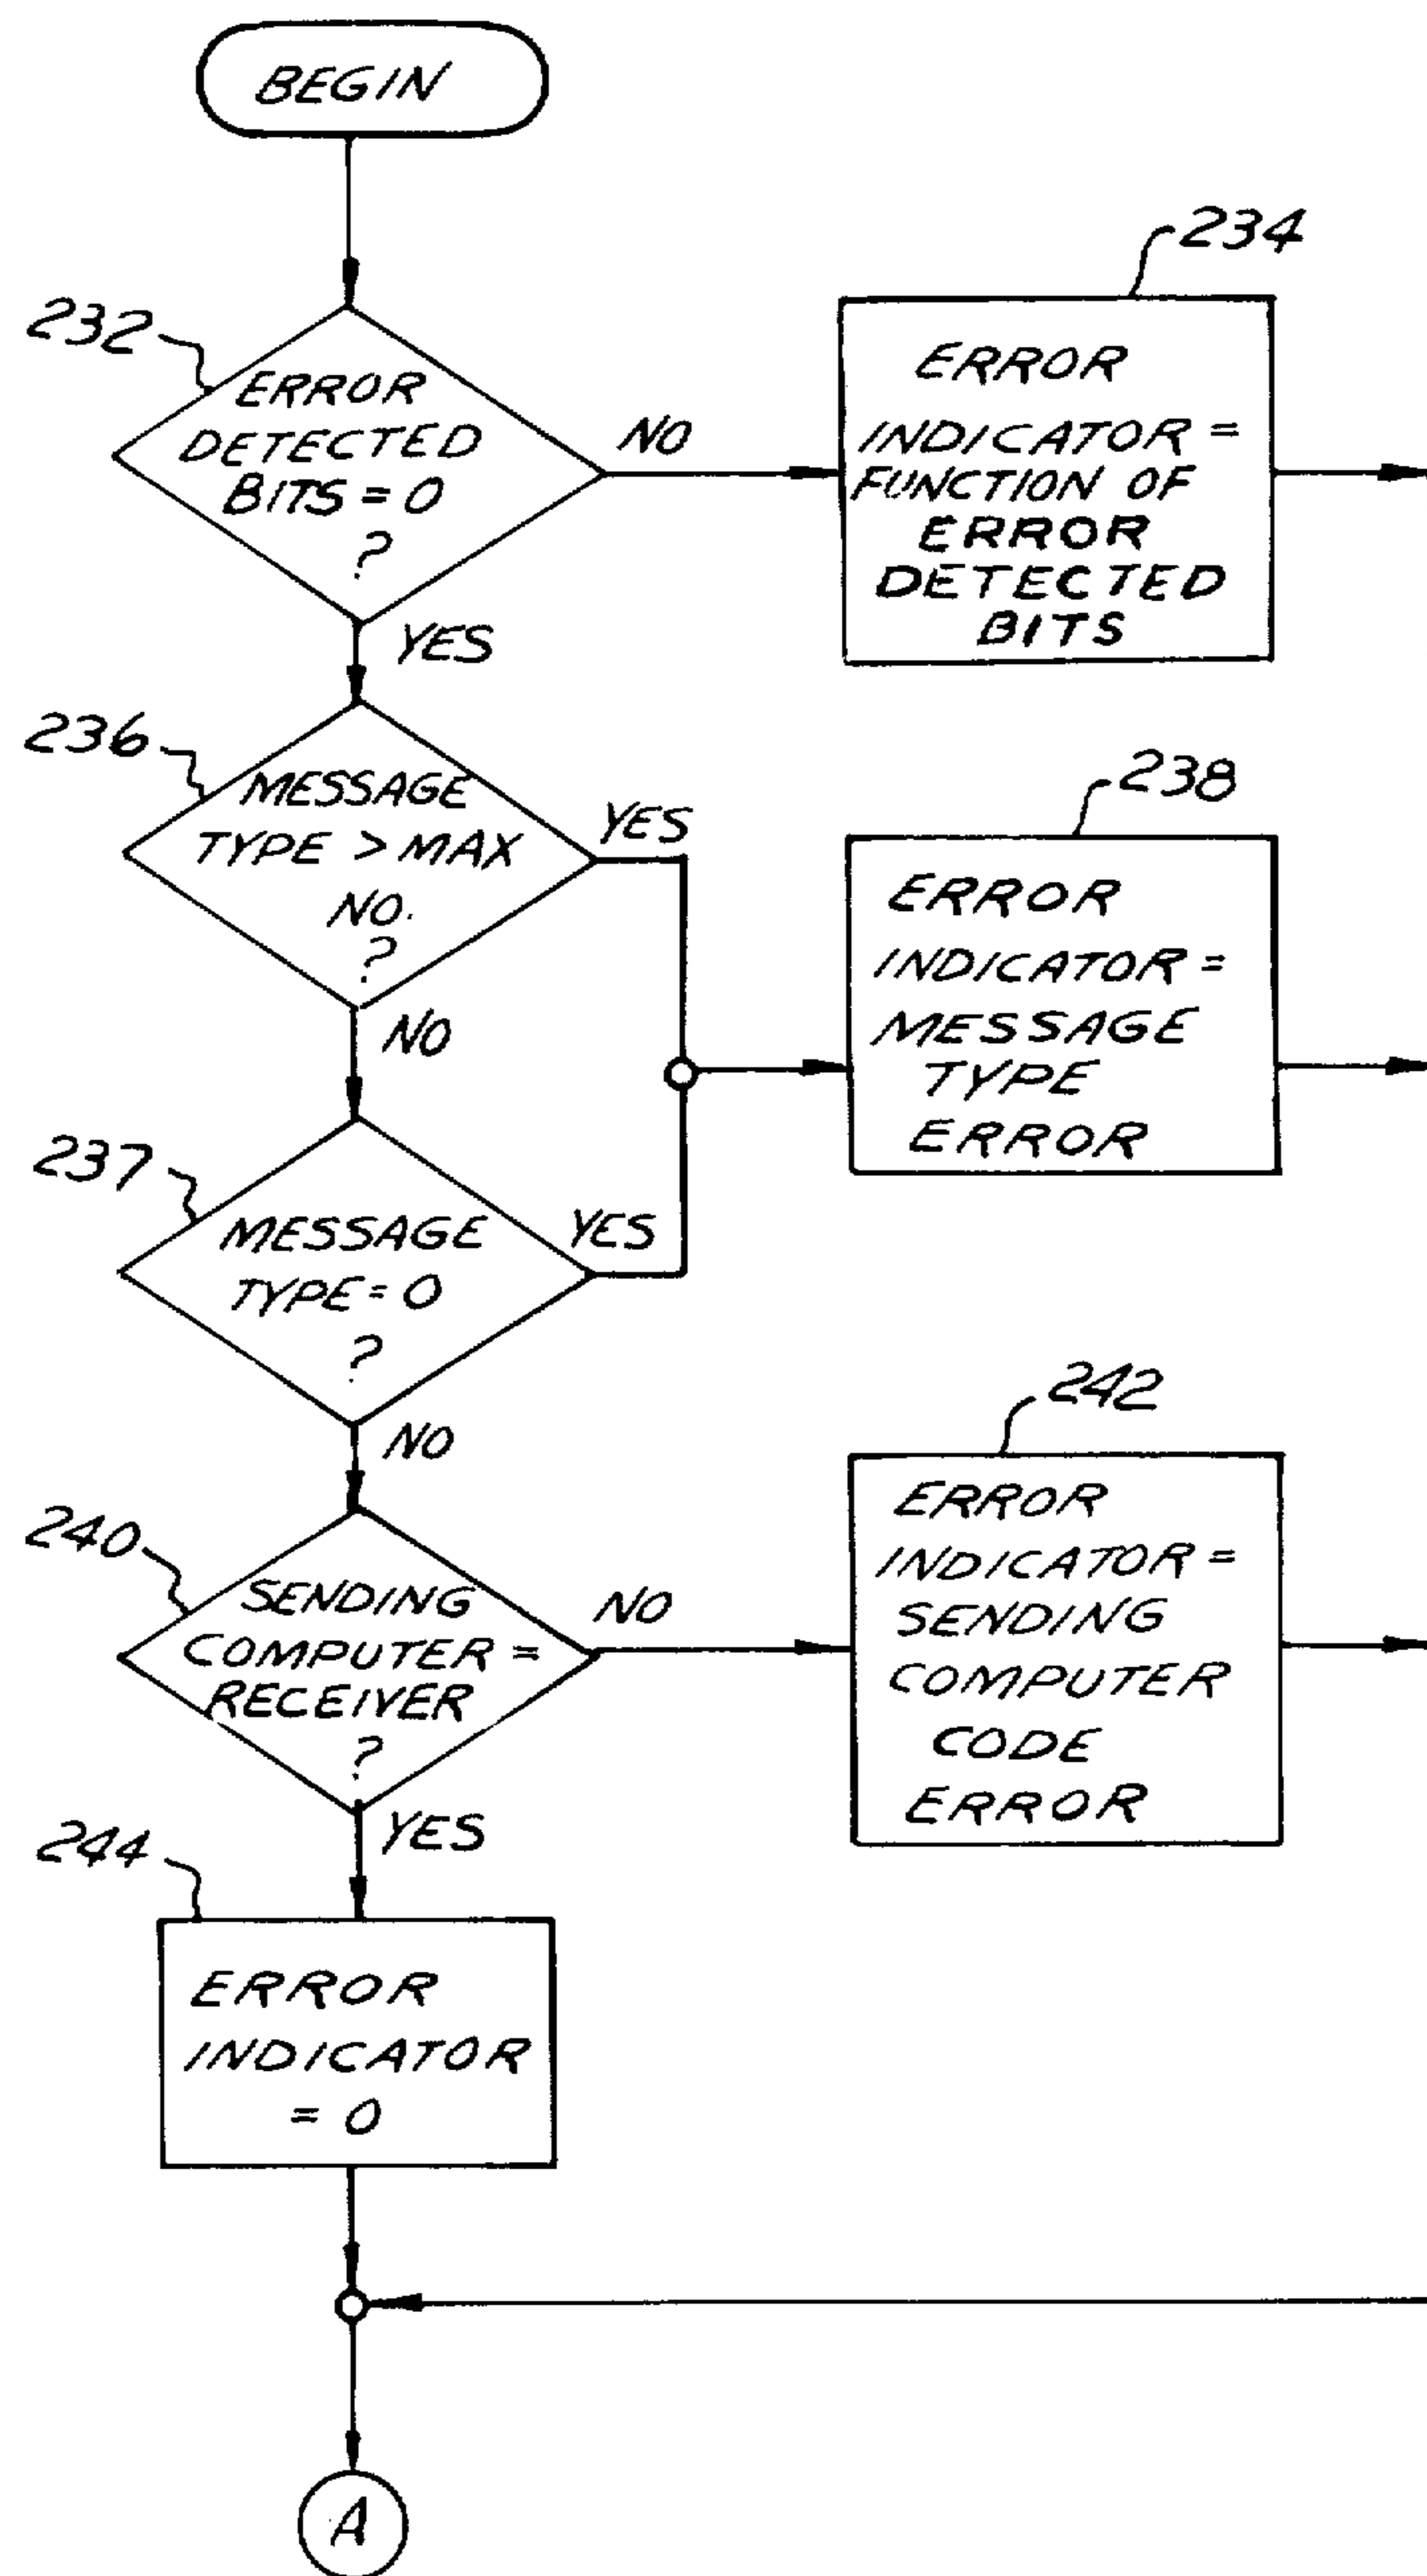 BEGIN
232
ERROR
DETECTED
BITS = 0
?
NO
YES
234
ERROR
INDICATOR =
FUNCTION OF
ERROR
DETECTED
BITS
236
MESSAGE
TYPE > MAX
NO.
?
YES
NO
238
ERROR
INDICATOR =
MESSAGE
TYPE
ERROR
237
MESSAGE
TYPE = 0
?
YES
NO
240
SENDING
COMPUTER =
RECEIVER
?
NO
YES
242
ERROR
INDICATOR =
SENDING
COMPUTER
CODE
ERROR
244
ERROR
INDICATOR
= 0
A